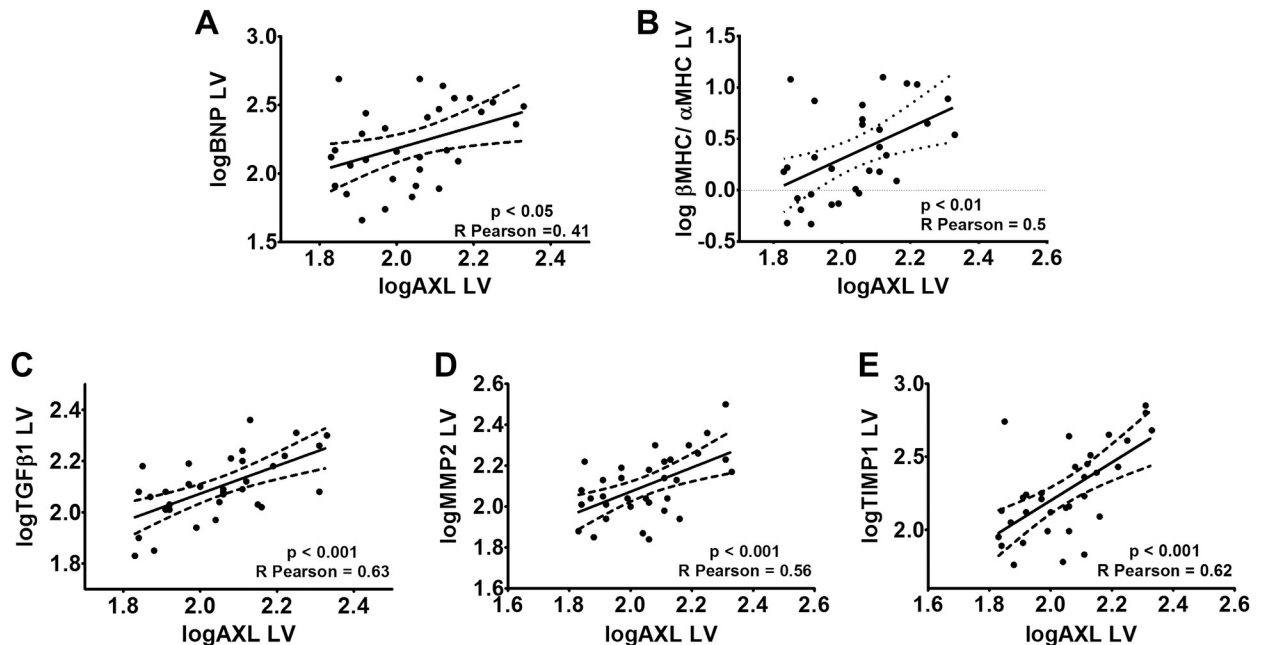 A
logBNP LV
3.0
2.5
2.0
1.5
1.8
2.0
2.2
2.4
p < 0.05
R Pearson =0. 41
logAXL LV
B
log βMHC/ αMHC LV
1.5
1.0
0.5
0.0
-0.5
1.8
2.0
2.2
2.4
2.6
p < 0.01
R Pearson = 0.5
logAXL LV
C
logTGFβ1 LV
2.4
2.2
2.0
1.8
1.8
2.0
2.2
2.4
p < 0.001
R Pearson = 0.63
logAXL LV
D
logMMP2 LV
2.6
2.4
2.2
2.0
1.8
1.6
1.6
1.8
2.0
2.2
2.4
2.6
p < 0.001
R Pearson = 0.56
logAXL LV
E
logTIMP1 LV
3.0
2.5
2.0
1.6
1.8
2.0
2.2
2.4
2.6
p < 0.001
R Pearson = 0.62
logAXL LV